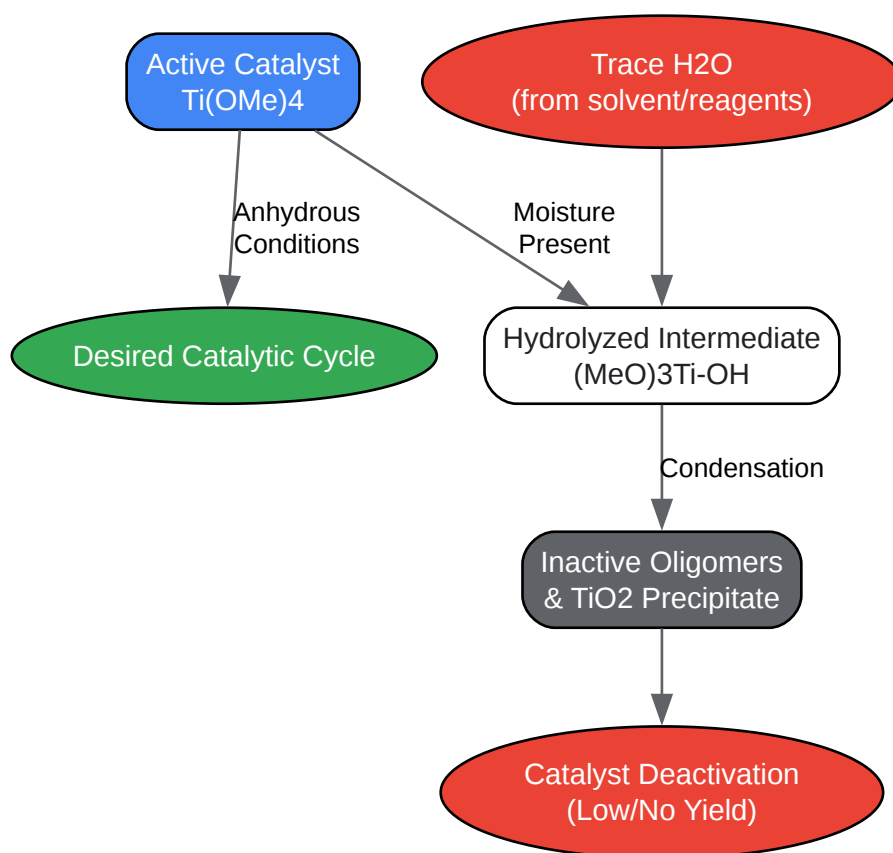 Active Catalyst
Ti(OMe)4
Trace H2O
(from solvent/reagents)
Anhydrous
Conditions
Moisture
Present
Desired Catalytic Cycle
Hydrolyzed Intermediate
(MeO)3Ti-OH
Condensation
Inactive Oligomers
& TiO2 Precipitate
Catalyst Deactivation
(Low/No Yield)